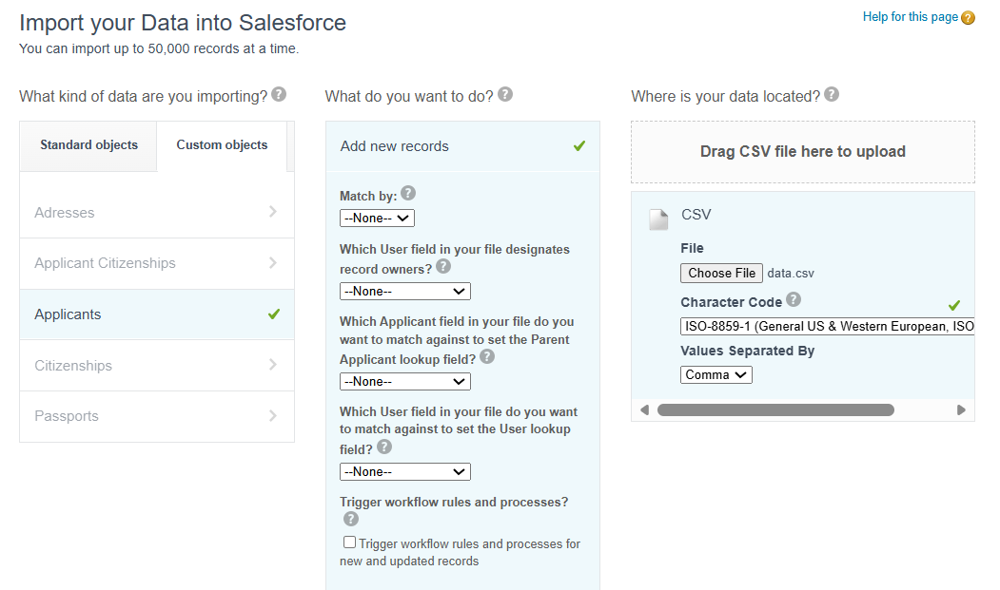 Import your Data into Salesforce
Help for this page ?
You can import up to 50,000 records at a time.
What kind of data are you importing? ?
Standard objects
Custom objects
Adresses
Applicant Citizenships
Applicants
Citizenships
Passports
What do you want to do? ?
Add new records
Match by: ?
--None--
Which User field in your file designates
record owners? ?
--None--
Which Applicant field in your file do you
want to match against to set the Parent
Applicant lookup field? ?
--None--
Which User field in your file do you want
to match against to set the User lookup
field? ?
--None--
Trigger workflow rules and processes?
?
Trigger workflow rules and processes for
new and updated records
Where is your data located? ?
Drag CSV file here to upload
CSV
File
Choose File data.csv
Character Code ?
ISO-8859-1 (General US & Western European, ISO
Values Separated By
Comma